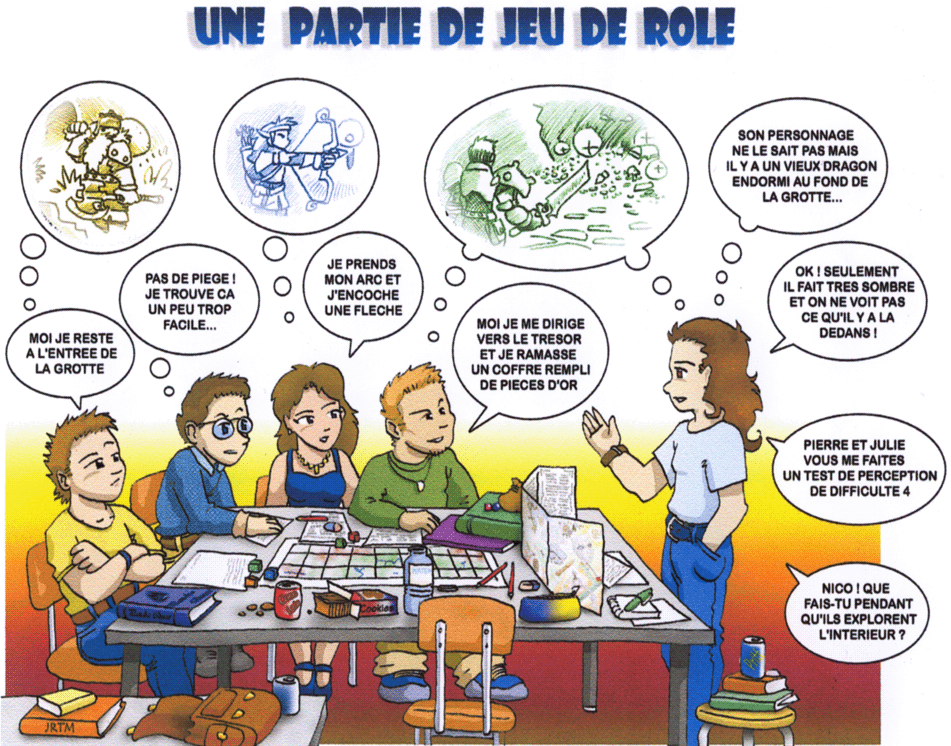 UNE PARTIE DE JEU DE ROLE
SON PERSONNAGE
NE LE SAIT PAS MAIS
IL Y A UN VIEUX DRAGON
ENDORMI AU FOND DE
LA GROTTE...
PAS DE PIEGE !
JE TROUVE CA
UN PEU TROP
FACILE...
JE PRENDS
MON ARC ET
J'ENCOCHE
UNE FLECHE
OK ! SEULEMENT
IL FAIT TRES SOMBRE
ET ON NE VOIT PAS
CE QU'IL Y A LA
DEDANS !
MOI JE RESTE
A L'ENTREE DE
LA GROTTE
MOI JE ME DIRIGE
VERS LE TRESOR
ET JE RAMASSE
UN COFFRE REMPLI
DE PIECES D'OR
PIERRE ET JULIE
VOUS ME FAITES
UN TEST DE PERCEPTION
DE DIFFICULTE 4
NICO ! QUE
FAIS-TU PENDANT
QU'ILS EXPLORENT
L'INTERIEUR ?
Cookies
JRTM